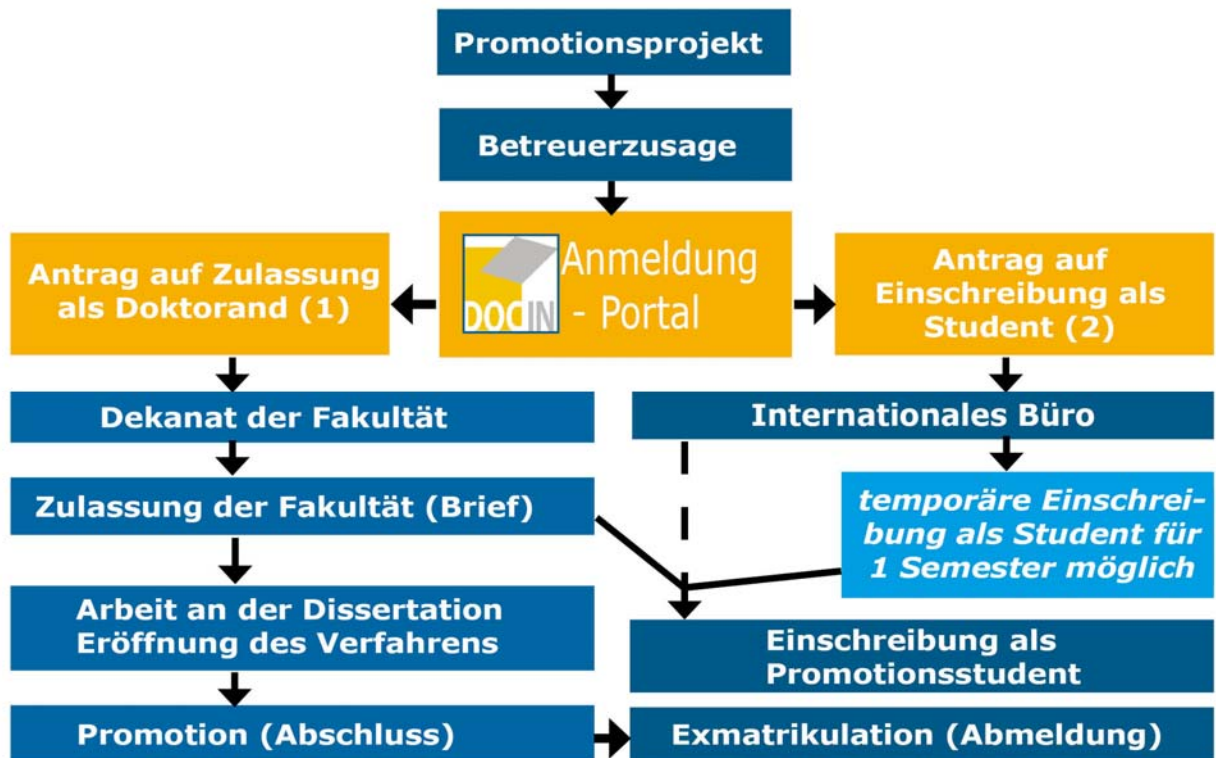 Promotionsprojekt
Betreuerzusage
DOC IN
Anmeldung
- Portal
Antrag auf Zulassung
als Doktorand (1)
Antrag auf
Einschreibung als
Student (2)
Dekanat der Fakultät
Internationales Büro
Zulassung der Fakultät (Brief)
temporäre Einschrei-
bung als Student für
1 Semester möglich
Arbeit an der Dissertation
Eröffnung des Verfahrens
Einschreibung als
Promotionsstudent
Promotion (Abschluss)
Exmatrikulation (Abmeldung)